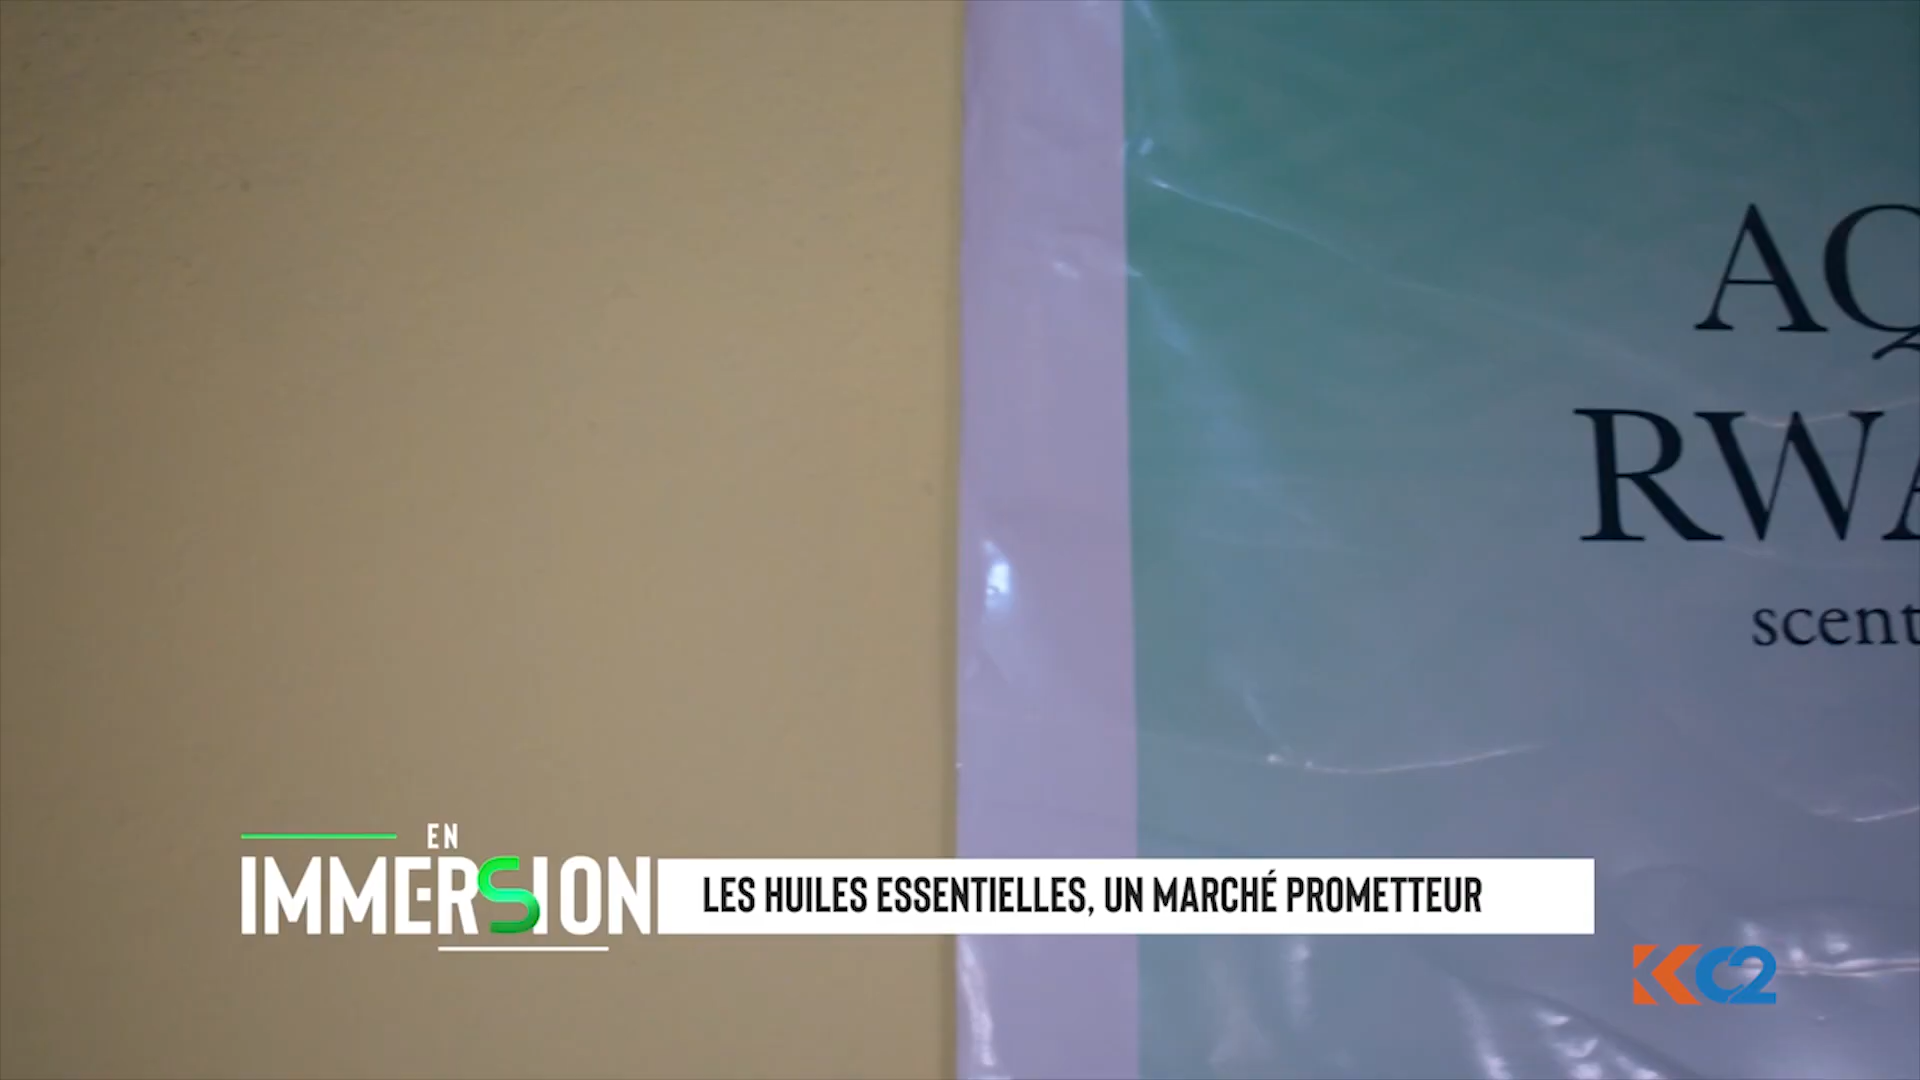 AQ
RWA
scent
EN
IMMERSION
LES HUILES ESSENTIELLES, UN MARCHÉ PROMETTEUR
KC2